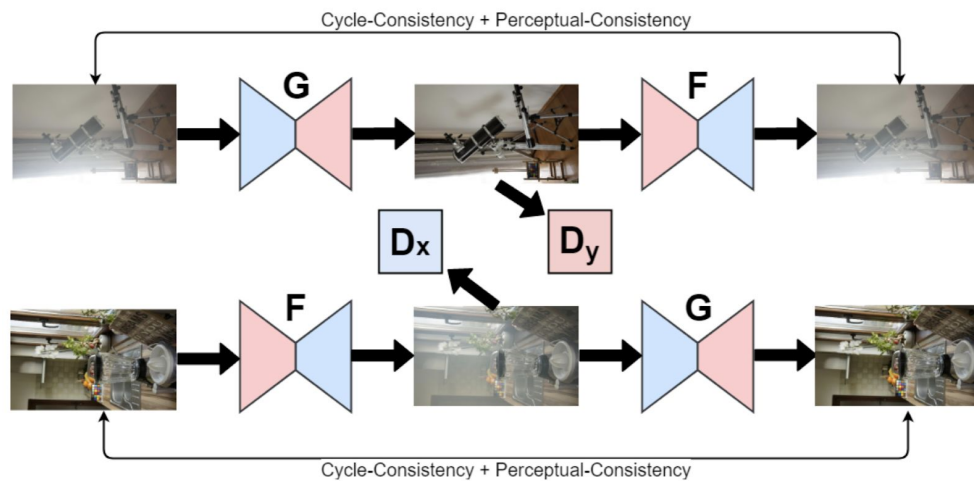 Cycle-Consistency + Perceptual-Consistency
G
F
Dx
Dy
F
G
Cycle-Consistency + Perceptual-Consistency